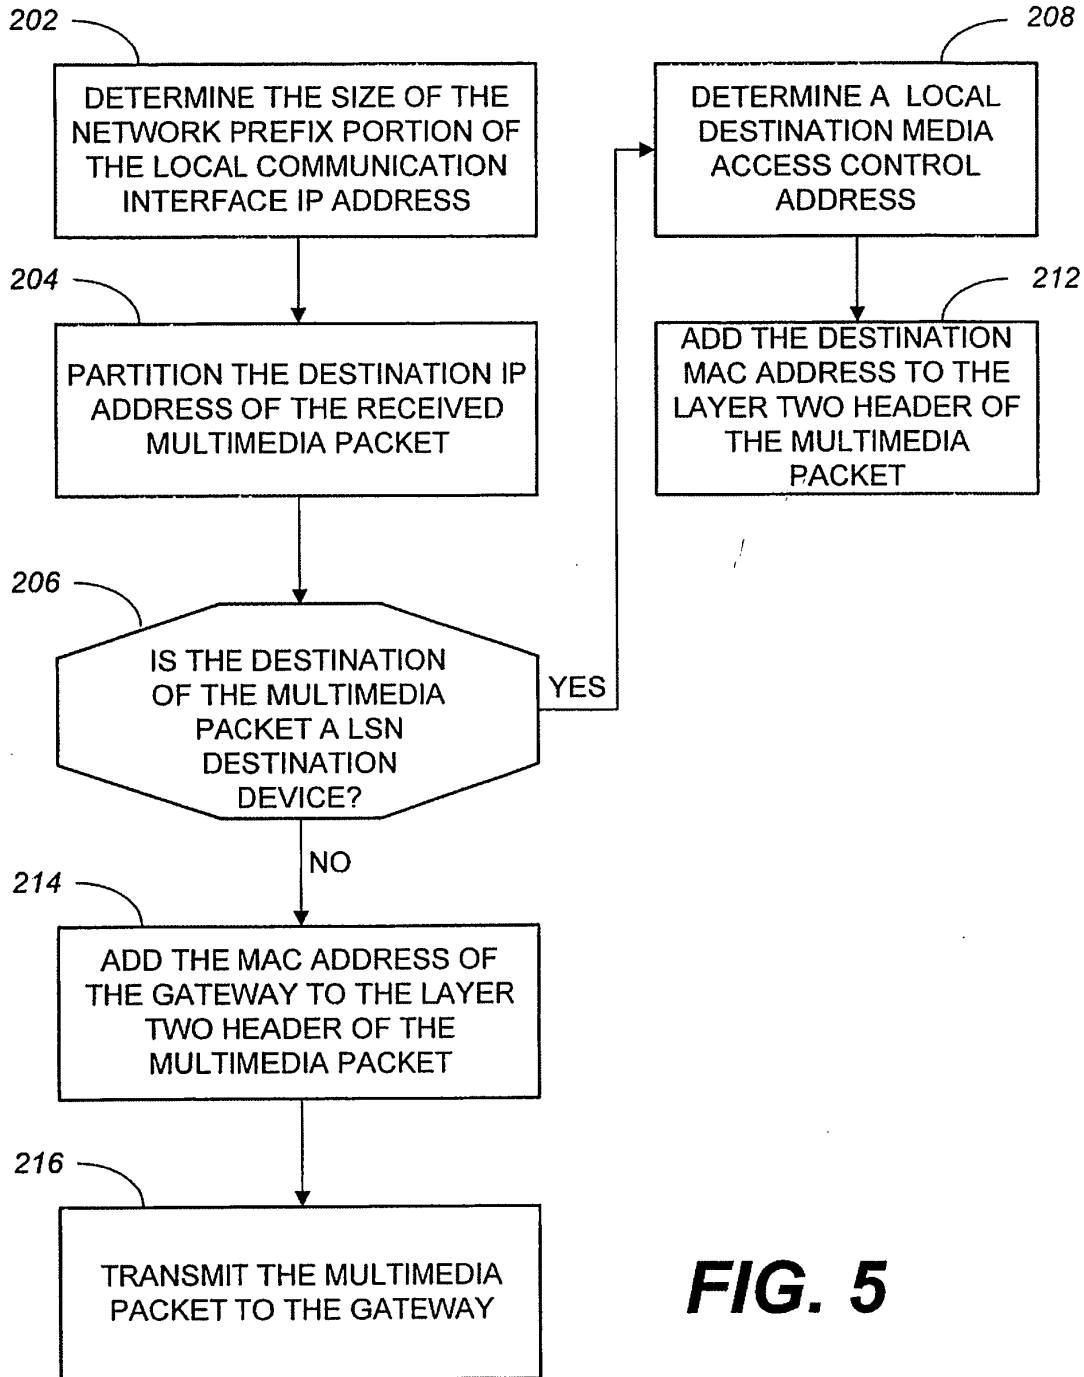 202
DETERMINE THE SIZE OF THE
NETWORK PREFIX PORTION OF
THE LOCAL COMMUNICATION
INTERFACE IP ADDRESS
204
PARTITION THE DESTINATION IP
ADDRESS OF THE RECEIVED
MULTIMEDIA PACKET
206
IS THE DESTINATION
OF THE MULTIMEDIA
PACKET A LSN
DESTINATION
DEVICE?
YES
208
DETERMINE A LOCAL
DESTINATION MEDIA
ACCESS CONTROL
ADDRESS
212
ADD THE DESTINATION
MAC ADDRESS TO THE
LAYER TWO HEADER OF
THE MULTIMEDIA
PACKET
NO
214
ADD THE MAC ADDRESS OF
THE GATEWAY TO THE LAYER
TWO HEADER OF THE
MULTIMEDIA PACKET
216
TRANSMIT THE MULTIMEDIA
PACKET TO THE GATEWAY
FIG. 5